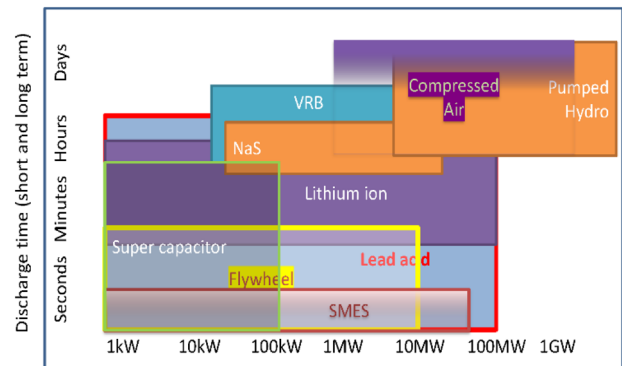 Discharge time (short and long term)
Days
Hours
Minutes
Seconds
Compressed
Air
Pumped
Hydro
VRB
NaS
Lithium ion
Super capacitor
Lead acid
Flywheel
SMES
1kW 10kW 100kW 1MW 10MW 100MW 1GW